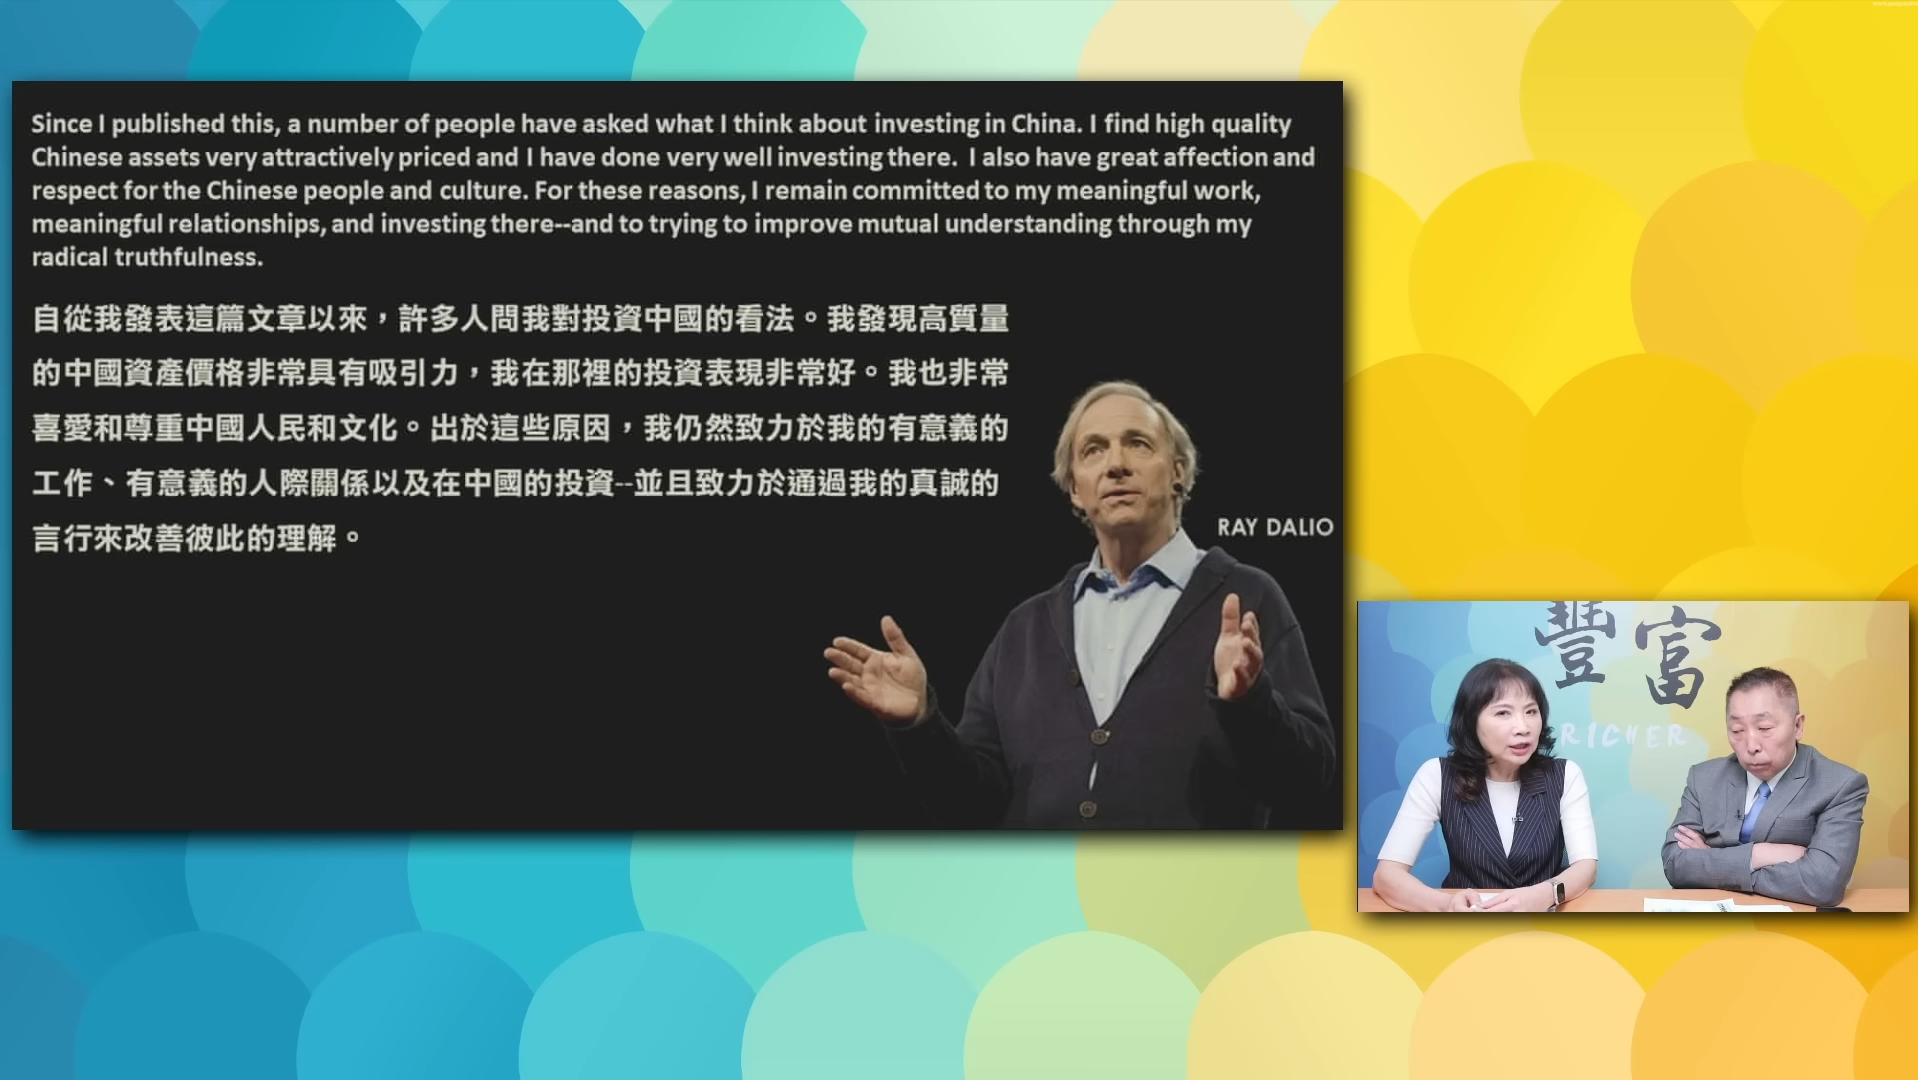 Since I published this, a number of people have asked what I think about investing in China. I find high quality
Chinese assets very attractively priced and I have done very well investing there.  I also have great affection and
respect for the Chinese people and culture. For these reasons, I remain committed to my meaningful work,
meaningful relationships, and investing there--and to trying to improve mutual understanding through my
radical truthfulness.
自從我發表這篇文章以來，許多人問我對投資中國的看法。我發現高質量
的中國資產價格非常具有吸引力，我在那裡的投資表現非常好。我也非常
喜愛和尊重中國人民和文化。出於這些原因，我仍然致力於我的有意義的
工作、有意義的人際關係以及在中國的投資--並且致力於通過我的真誠的
言行來改善彼此的理解。
RAY DALIO
豐富
RICHER